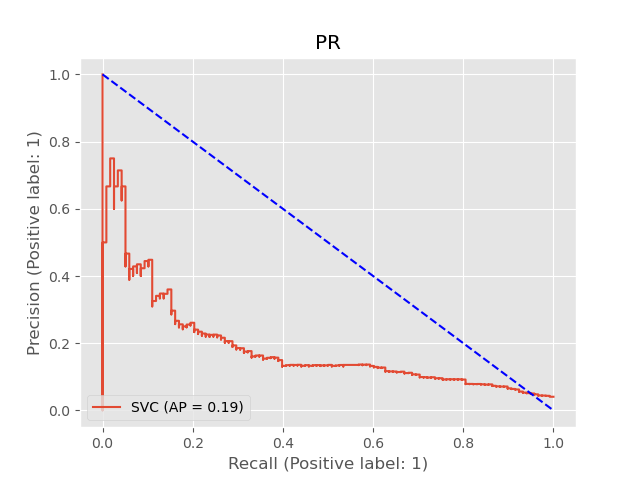 PR
Precision (Positive label: 1)
1.0
0.8
0.6
0.4
0.2
0.0
SVC (AP = 0.19)
0.0 0.2 0.4 0.6 0.8 1.0
Recall (Positive label: 1)